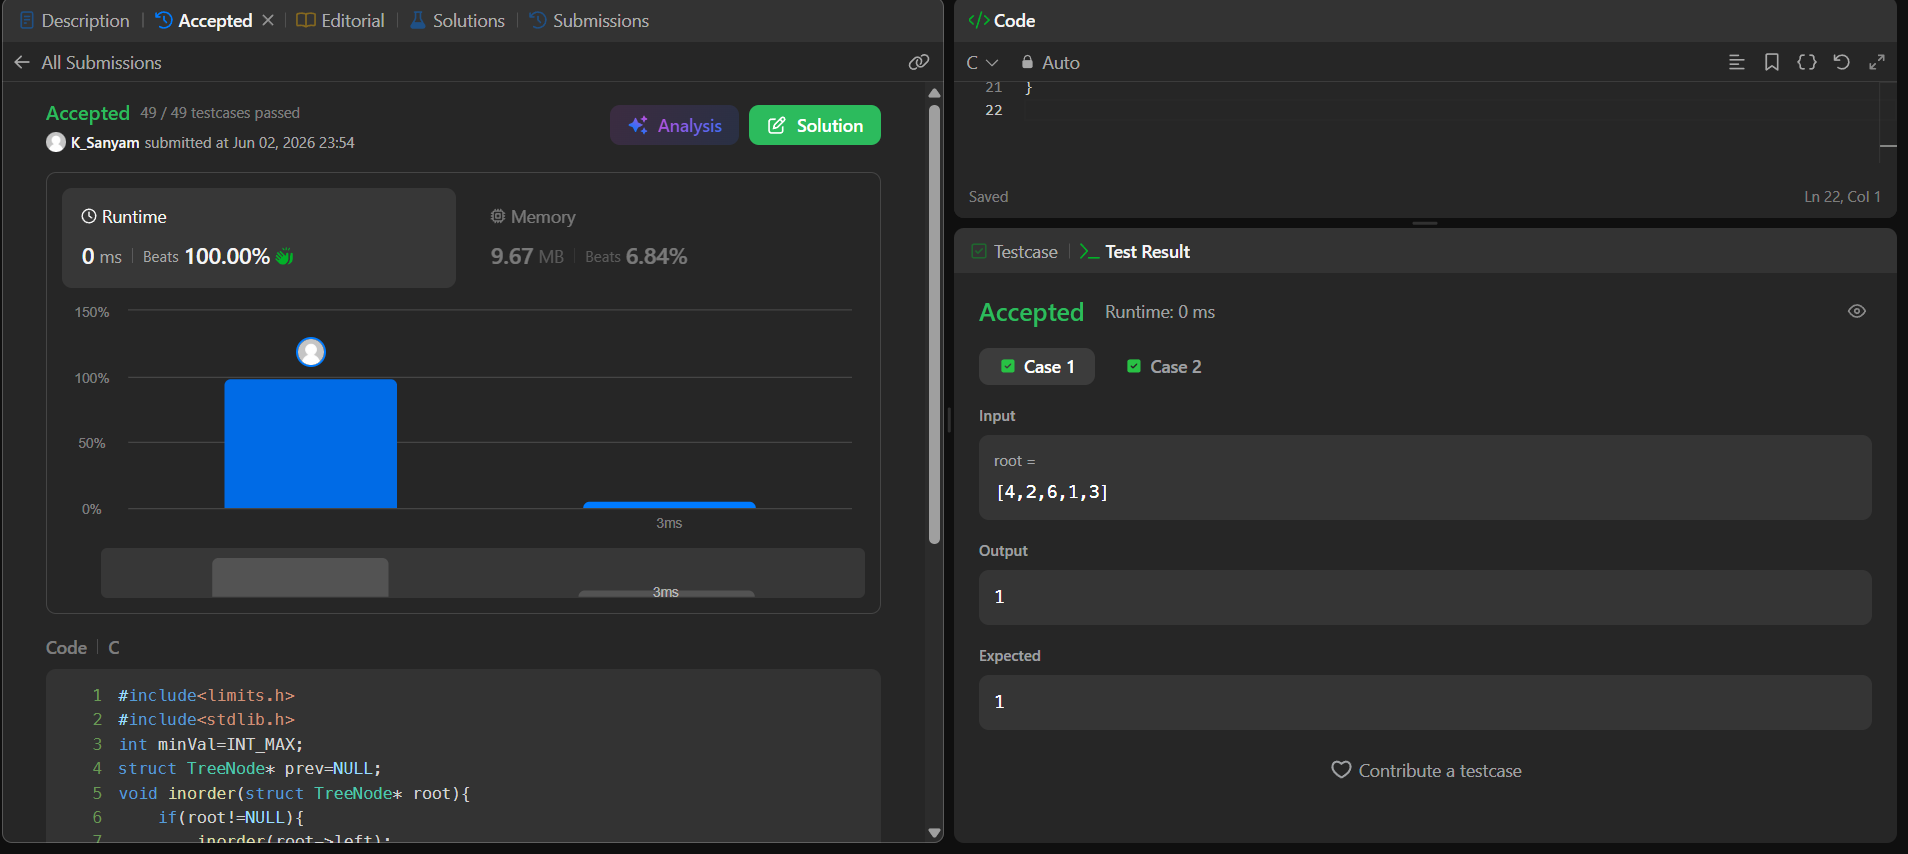 Description | Accepted × | Editorial | Solutions | Submissions
All Submissions
Accepted 49 / 49 testcases passed
K_Sanyam submitted at Jun 02, 2026 23:54
Analysis
Solution
Runtime
0 ms | Beats 100.00%
Memory
9.67 MB | Beats 6.84%
150%
100%
50%
0%
3ms
3ms
Code | C
1 #include<limits.h>
2 #include<stdlib.h>
3 int minVal=INT_MAX;
4 struct TreeNode* prev=NULL;
5 void inorder(struct TreeNode* root){
6     if(root!=NULL){
7         inorder(root->left);
</> Code
C Auto
21 }
22
Saved
Ln 22, Col 1
Testcase | >_ Test Result
Accepted Runtime: 0 ms
Case 1
Case 2
Input
root =
[4,2,6,1,3]
Output
1
Expected
1
Contribute a testcase